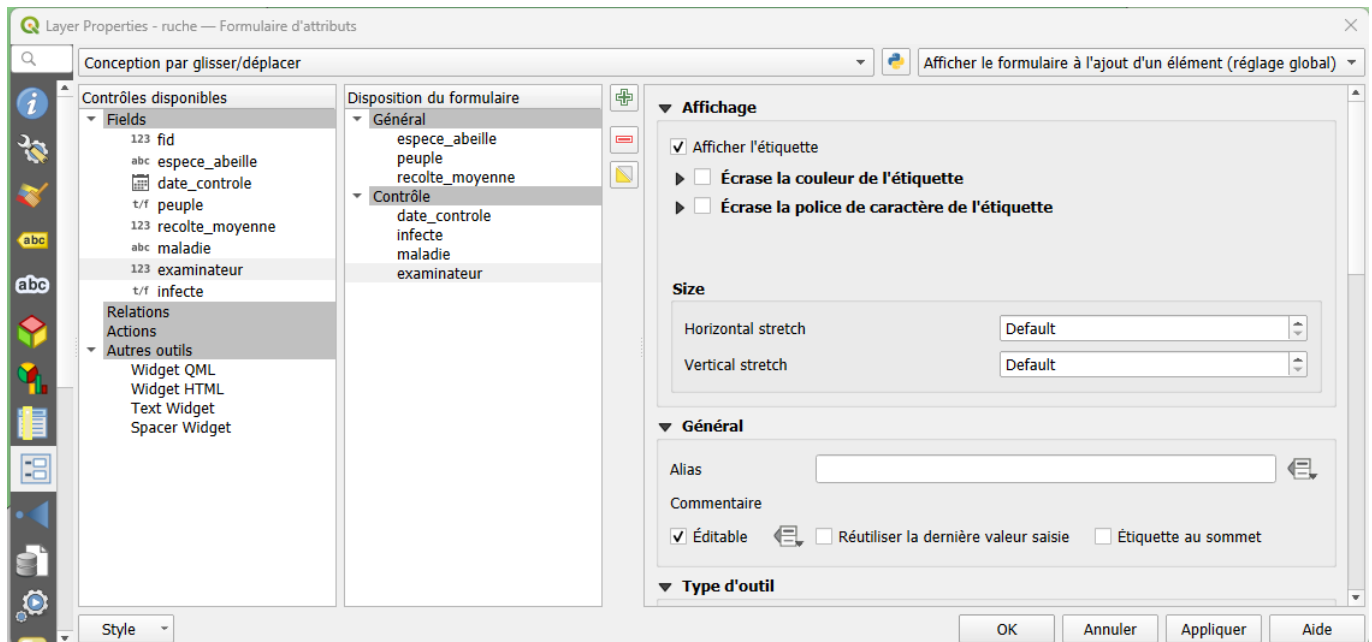 Layer Properties - ruche — Formulaire d'attributs
Conception par glisser/déplacer
Afficher le formulaire à l'ajout d'un élément (réglage global)
Contrôles disponibles
Fields
123 fid
abc espece_abeille
date_controle
t/f peuple
123 recolte_moyenne
abc maladie
123 examinateur
t/f infecte
Relations
Actions
Autres outils
Widget QML
Widget HTML
Text Widget
Spacer Widget
Disposition du formulaire
Général
espece_abeille
peuple
recolte_moyenne
Contrôle
date_controle
infecte
maladie
examinateur
Affichage
Afficher l'étiquette
Écrase la couleur de l'étiquette
Écrase la police de caractère de l'étiquette
Size
Horizontal stretch Default
Vertical stretch Default
Général
Alias
Commentaire
Éditable Réutiliser la dernière valeur saisie Étiquette au sommet
Type d'outil
abc
abc
Style
OK Annuler Appliquer Aide